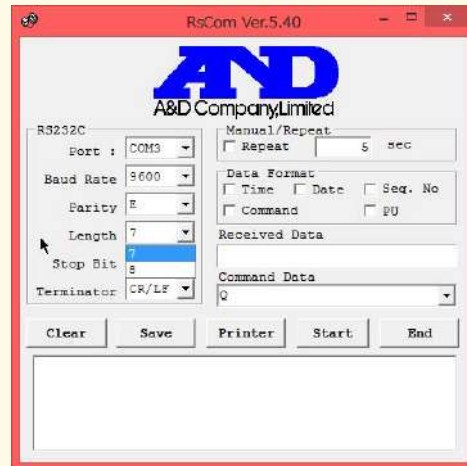 RsCom Ver.5.40
AND
A&D Company,Limited
RS232C
Port : COM3
Baud Rate 9600
Parity E
Length 7
7
8
Stop Bit
Terminator CR/LF
Manual/Repeat
Repeat 5 sec
Data Format
Time Date Seq. No
Command PU
Received Data
Command Data
Q
Clear Save Printer Start End